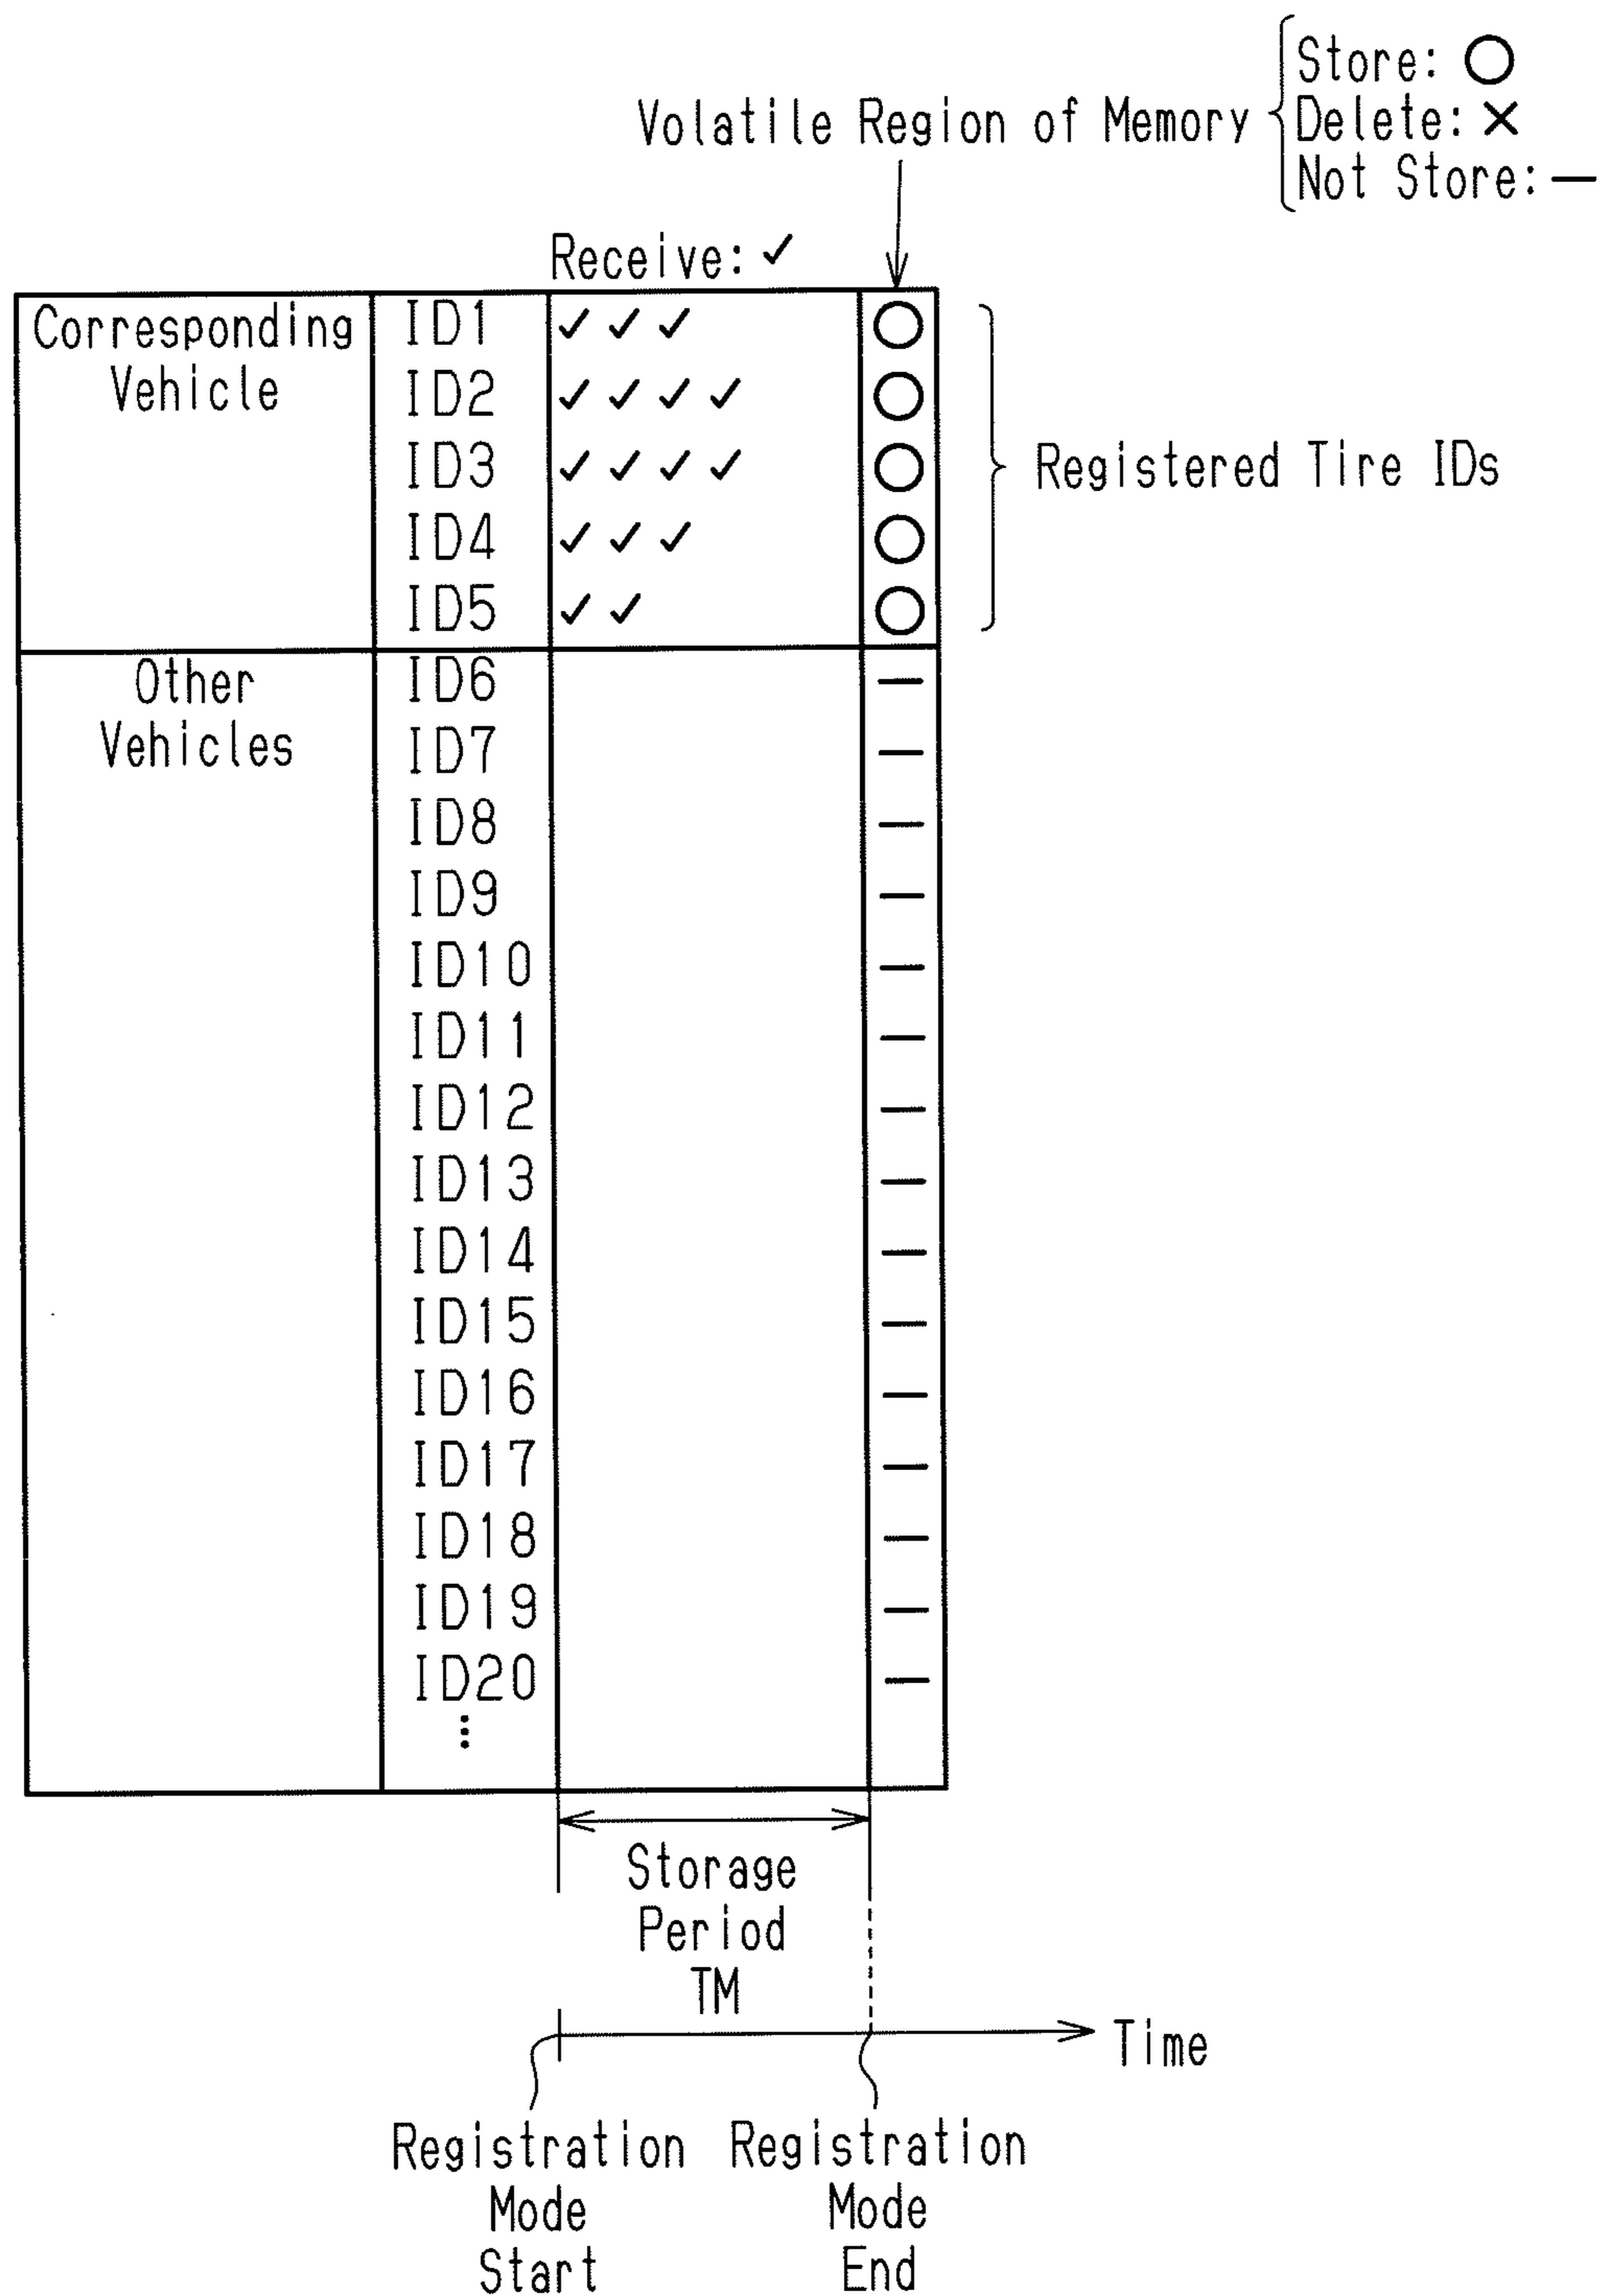 Store: ○
Volatile Region of Memory
Delete: ×
Not Store: —
Receive: ✓
Corresponding
Vehicle
ID1 ✓ ✓ ✓ ○
ID2 ✓ ✓ ✓ ✓ ○
ID3 ✓ ✓ ✓ ✓ ○
Registered Tire IDs
ID4 ✓ ✓ ✓ ○
ID5 ✓ ✓ ○
Other
Vehicles
ID6 —
ID7 —
ID8 —
ID9 —
ID10 —
ID11 —
ID12 —
ID13 —
ID14 —
ID15 —
ID16 —
ID17 —
ID18 —
ID19 —
ID20 —
⋮
Storage
Period
TM
Time
Registration
Mode
Start
Registration
Mode
End